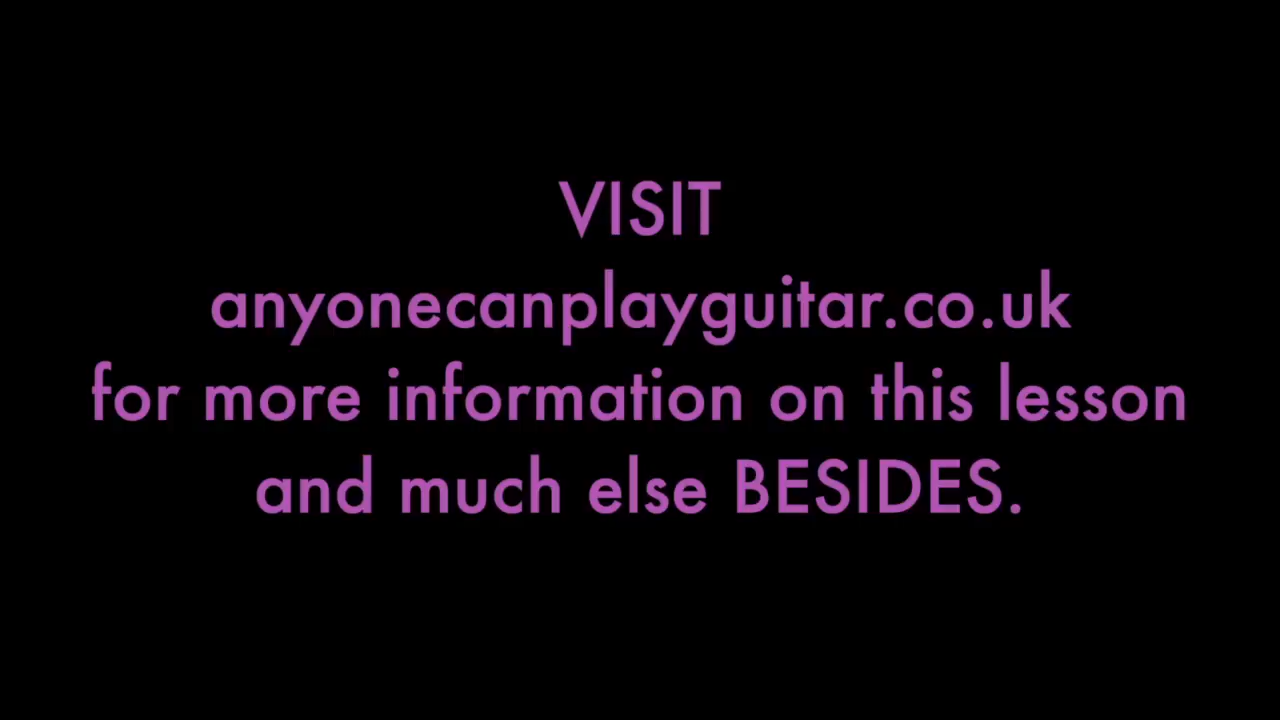 VISIT
anyonecanplayguitar.co.uk
for more information on this lesson
and much else BESIDES.